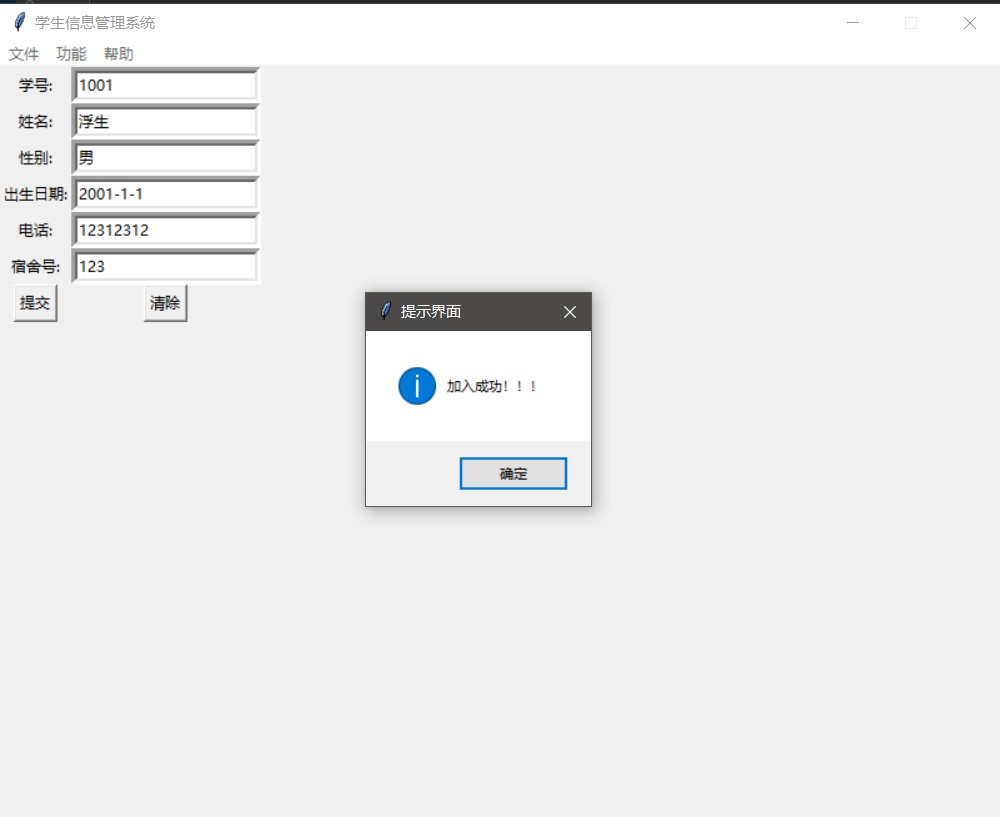 学生信息管理系统
文件 功能 帮助
学号: 1001
姓名: 浮生
性别: 男
出生日期: 2001-1-1
电话: 12312312
宿舍号: 123
提交 清除
提示界面
加入成功！！！
确定